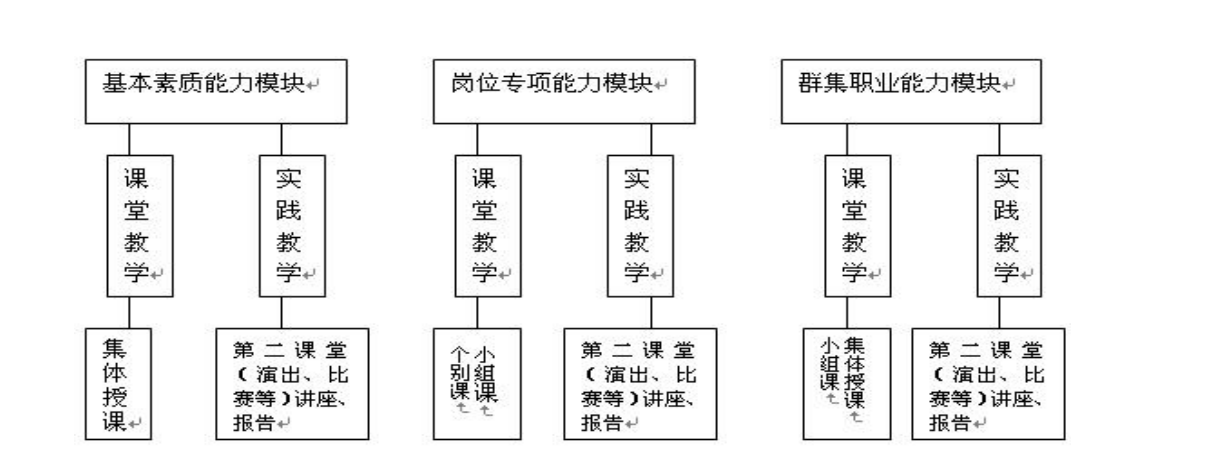 基本素质能力模块
岗位专项能力模块
群集职业能力模块
课堂教学
实践教学
课堂教学
实践教学
课堂教学
实践教学
集体授课
第二课堂
（演出、比
赛等）讲座、
报告
小组课
个别课
第二课堂
（演出、比
赛等）讲座、
报告
集体授课
小组课
第二课堂
（演出、比
赛等）讲座、
报告